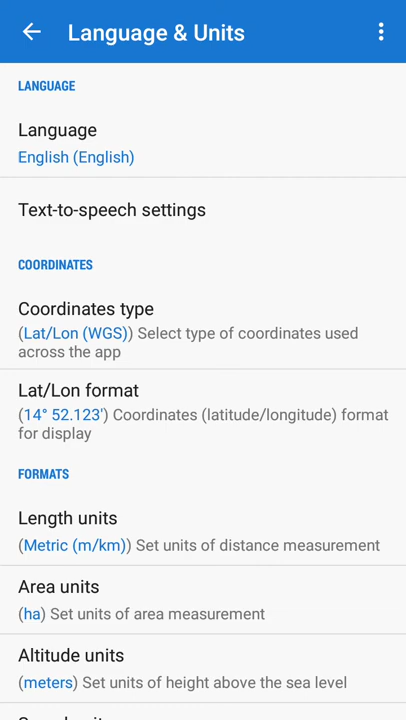 Language & Units
LANGUAGE
Language
English (English)
Text-to-speech settings
COORDINATES
Coordinates type
(Lat/Lon (WGS)) Select type of coordinates used
across the app
Lat/Lon format
(14° 52.123') Coordinates (latitude/longitude) format
for display
FORMATS
Length units
(Metric (m/km)) Set units of distance measurement
Area units
(ha) Set units of area measurement
Altitude units
(meters) Set units of height above the sea level